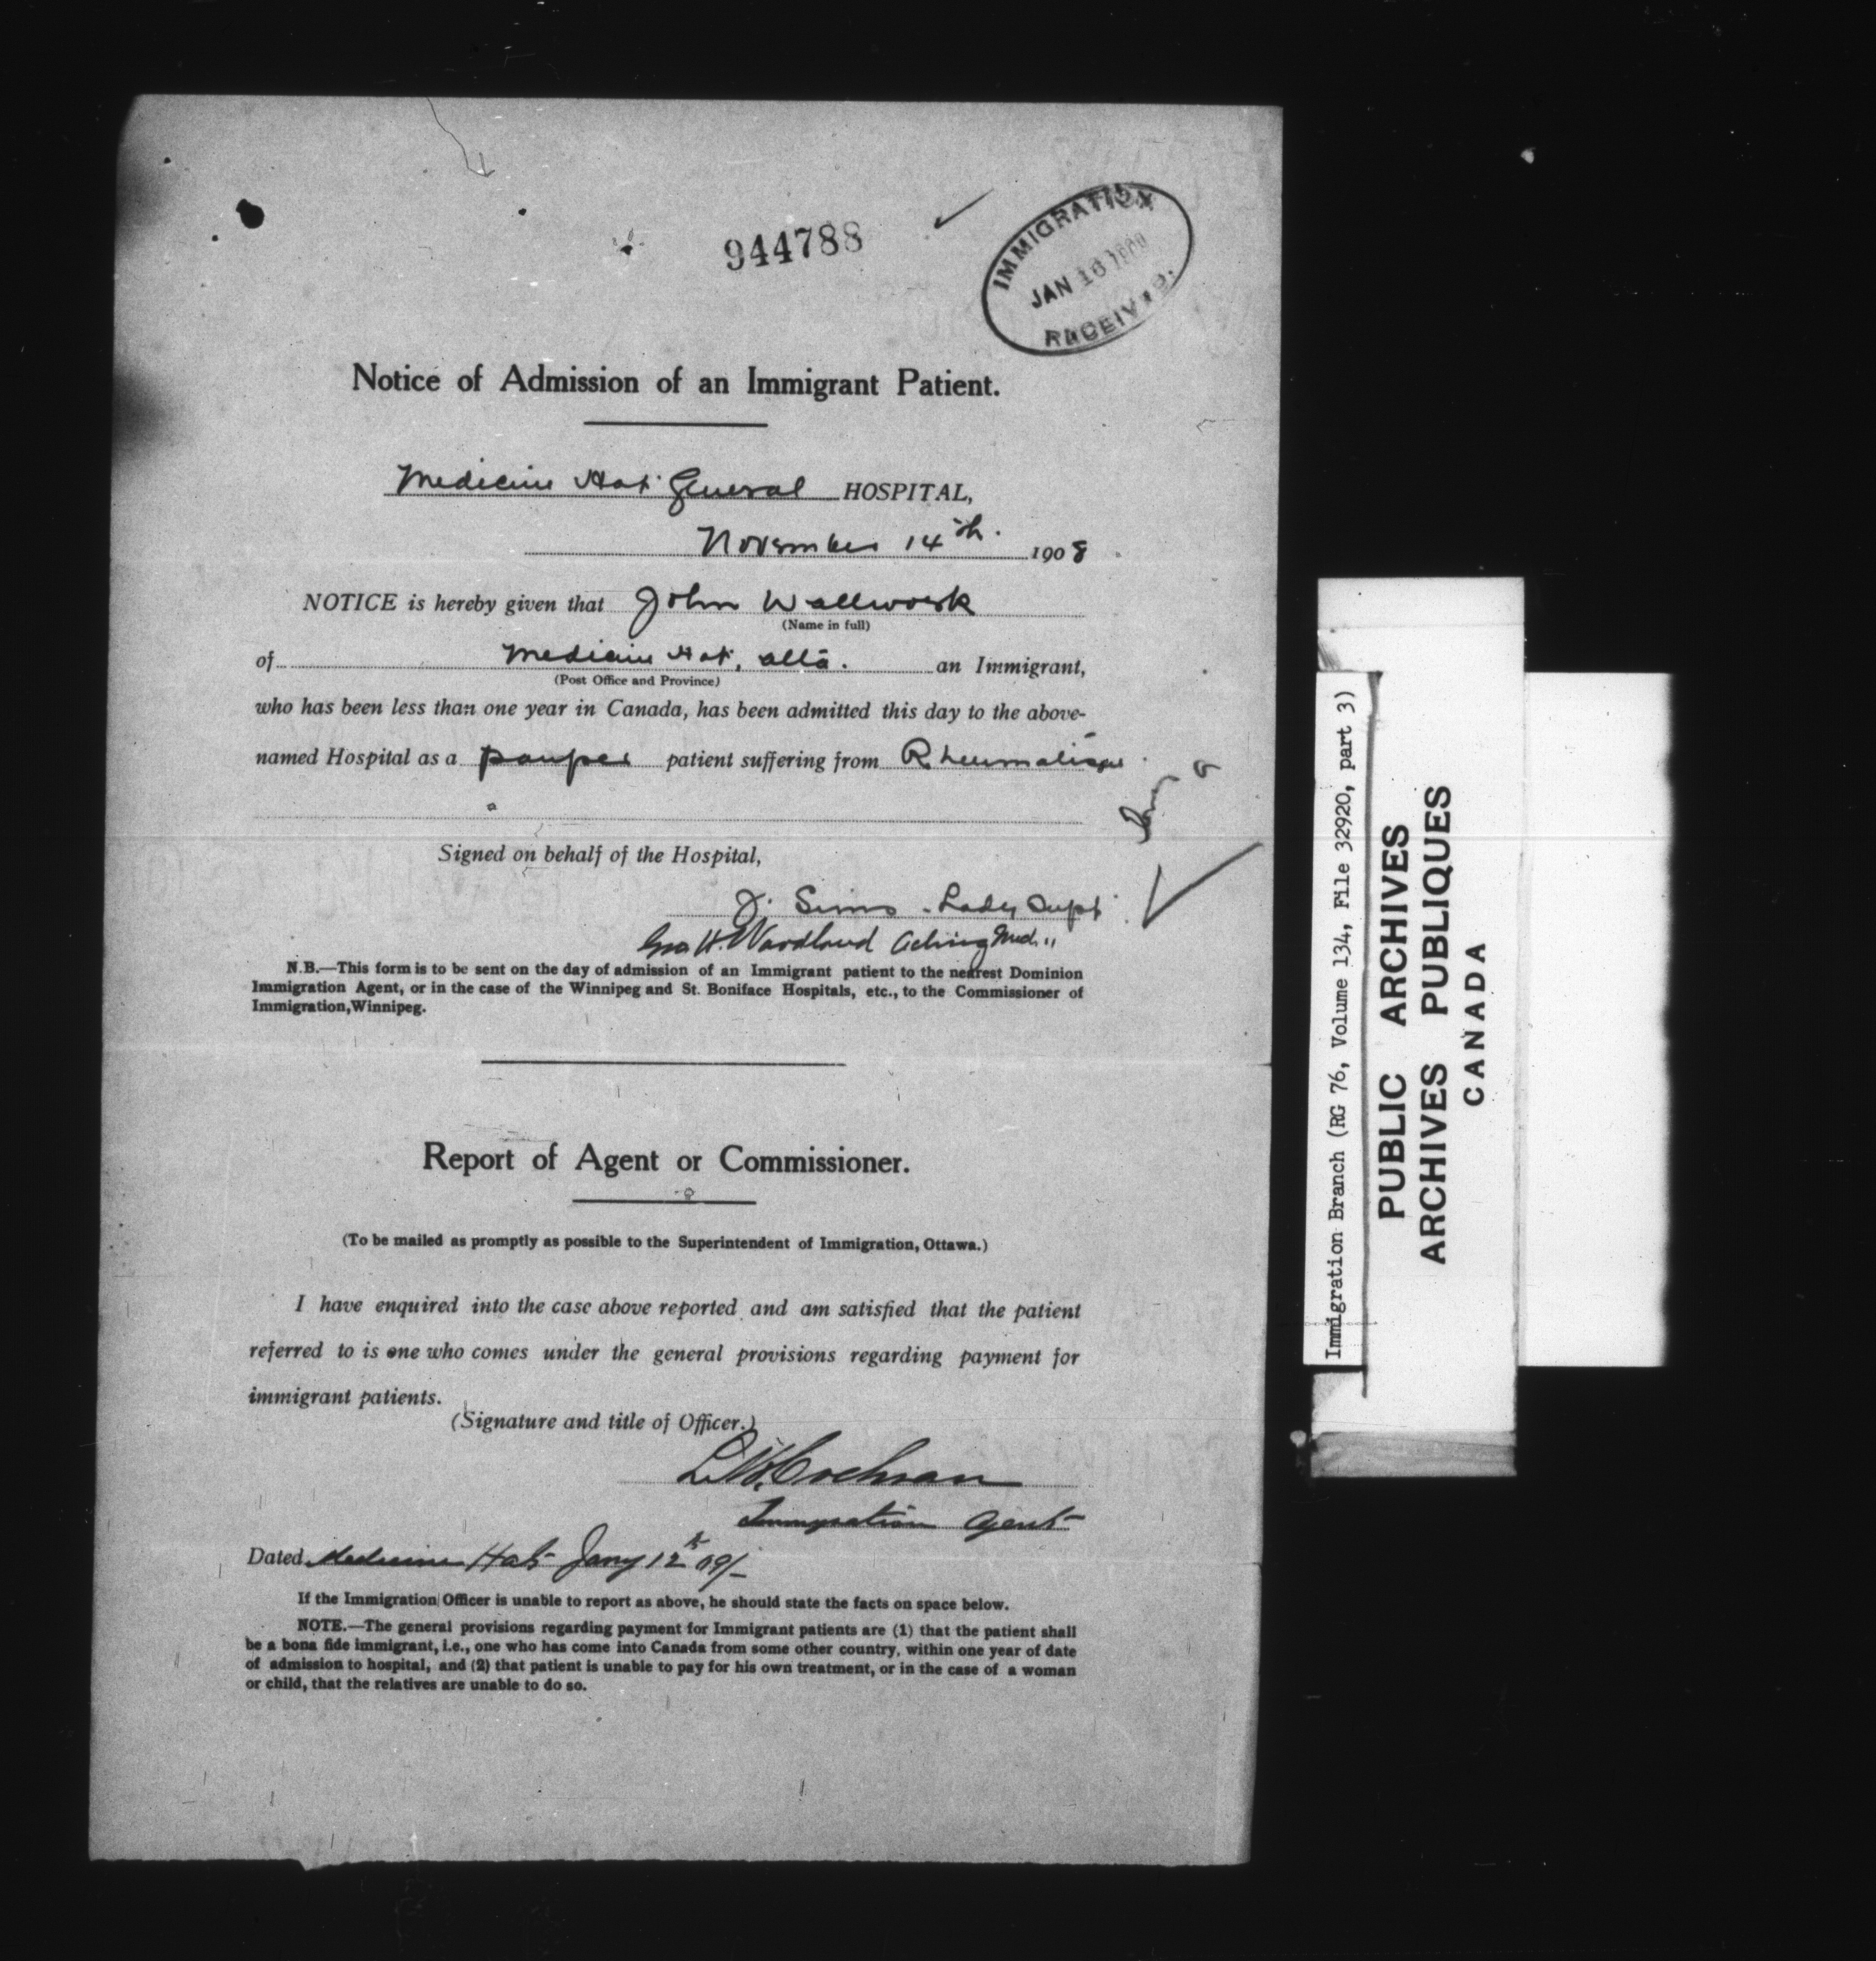 944788
IMMIGRATION
JAN 16
RECEIVED.
Notice of Admission of an Immigrant Patient.
Medicine Hat General HOSPITAL,
November 14th. 1908
NOTICE is hereby given that John Wallwork
(Name in full)
of Medicine Hat, Alta. an Immigrant,
(Post Office and Province)
who has been less than one year in Canada, has been admitted this day to the above-
named Hospital as a pauper patient suffering from Rheumatism
Signed on behalf of the Hospital,
J. Sims - Lady Supt
Geo H. Woodland Acting Med. "
N.B.—This form is to be sent on the day of admission of an Immigrant patient to the nearest Dominion
Immigration Agent, or in the case of the Winnipeg and St. Boniface Hospitals, etc., to the Commissioner of
Immigration, Winnipeg.
Report of Agent or Commissioner.
(To be mailed as promptly as possible to the Superintendent of Immigration, Ottawa.)
I have enquired into the case above reported and am satisfied that the patient
referred to is one who comes under the general provisions regarding payment for
immigrant patients.
(Signature and title of Officer.)
Cochran
Immigration Agent
Dated Medicine Hat Jany 12th 09/-
If the Immigration Officer is unable to report as above, he should state the facts on space below.
NOTE.—The general provisions regarding payment for Immigrant patients are (1) that the patient shall
be a bona fide immigrant, i.e., one who has come into Canada from some other country, within one year of date
of admission to hospital, and (2) that patient is unable to pay for his own treatment, or in the case of a woman
or child, that the relatives are unable to do so.
Immigration Branch (RG 76, Volume 134, File 32920, part 3)
PUBLIC ARCHIVES
ARCHIVES PUBLIQUES
CANADA